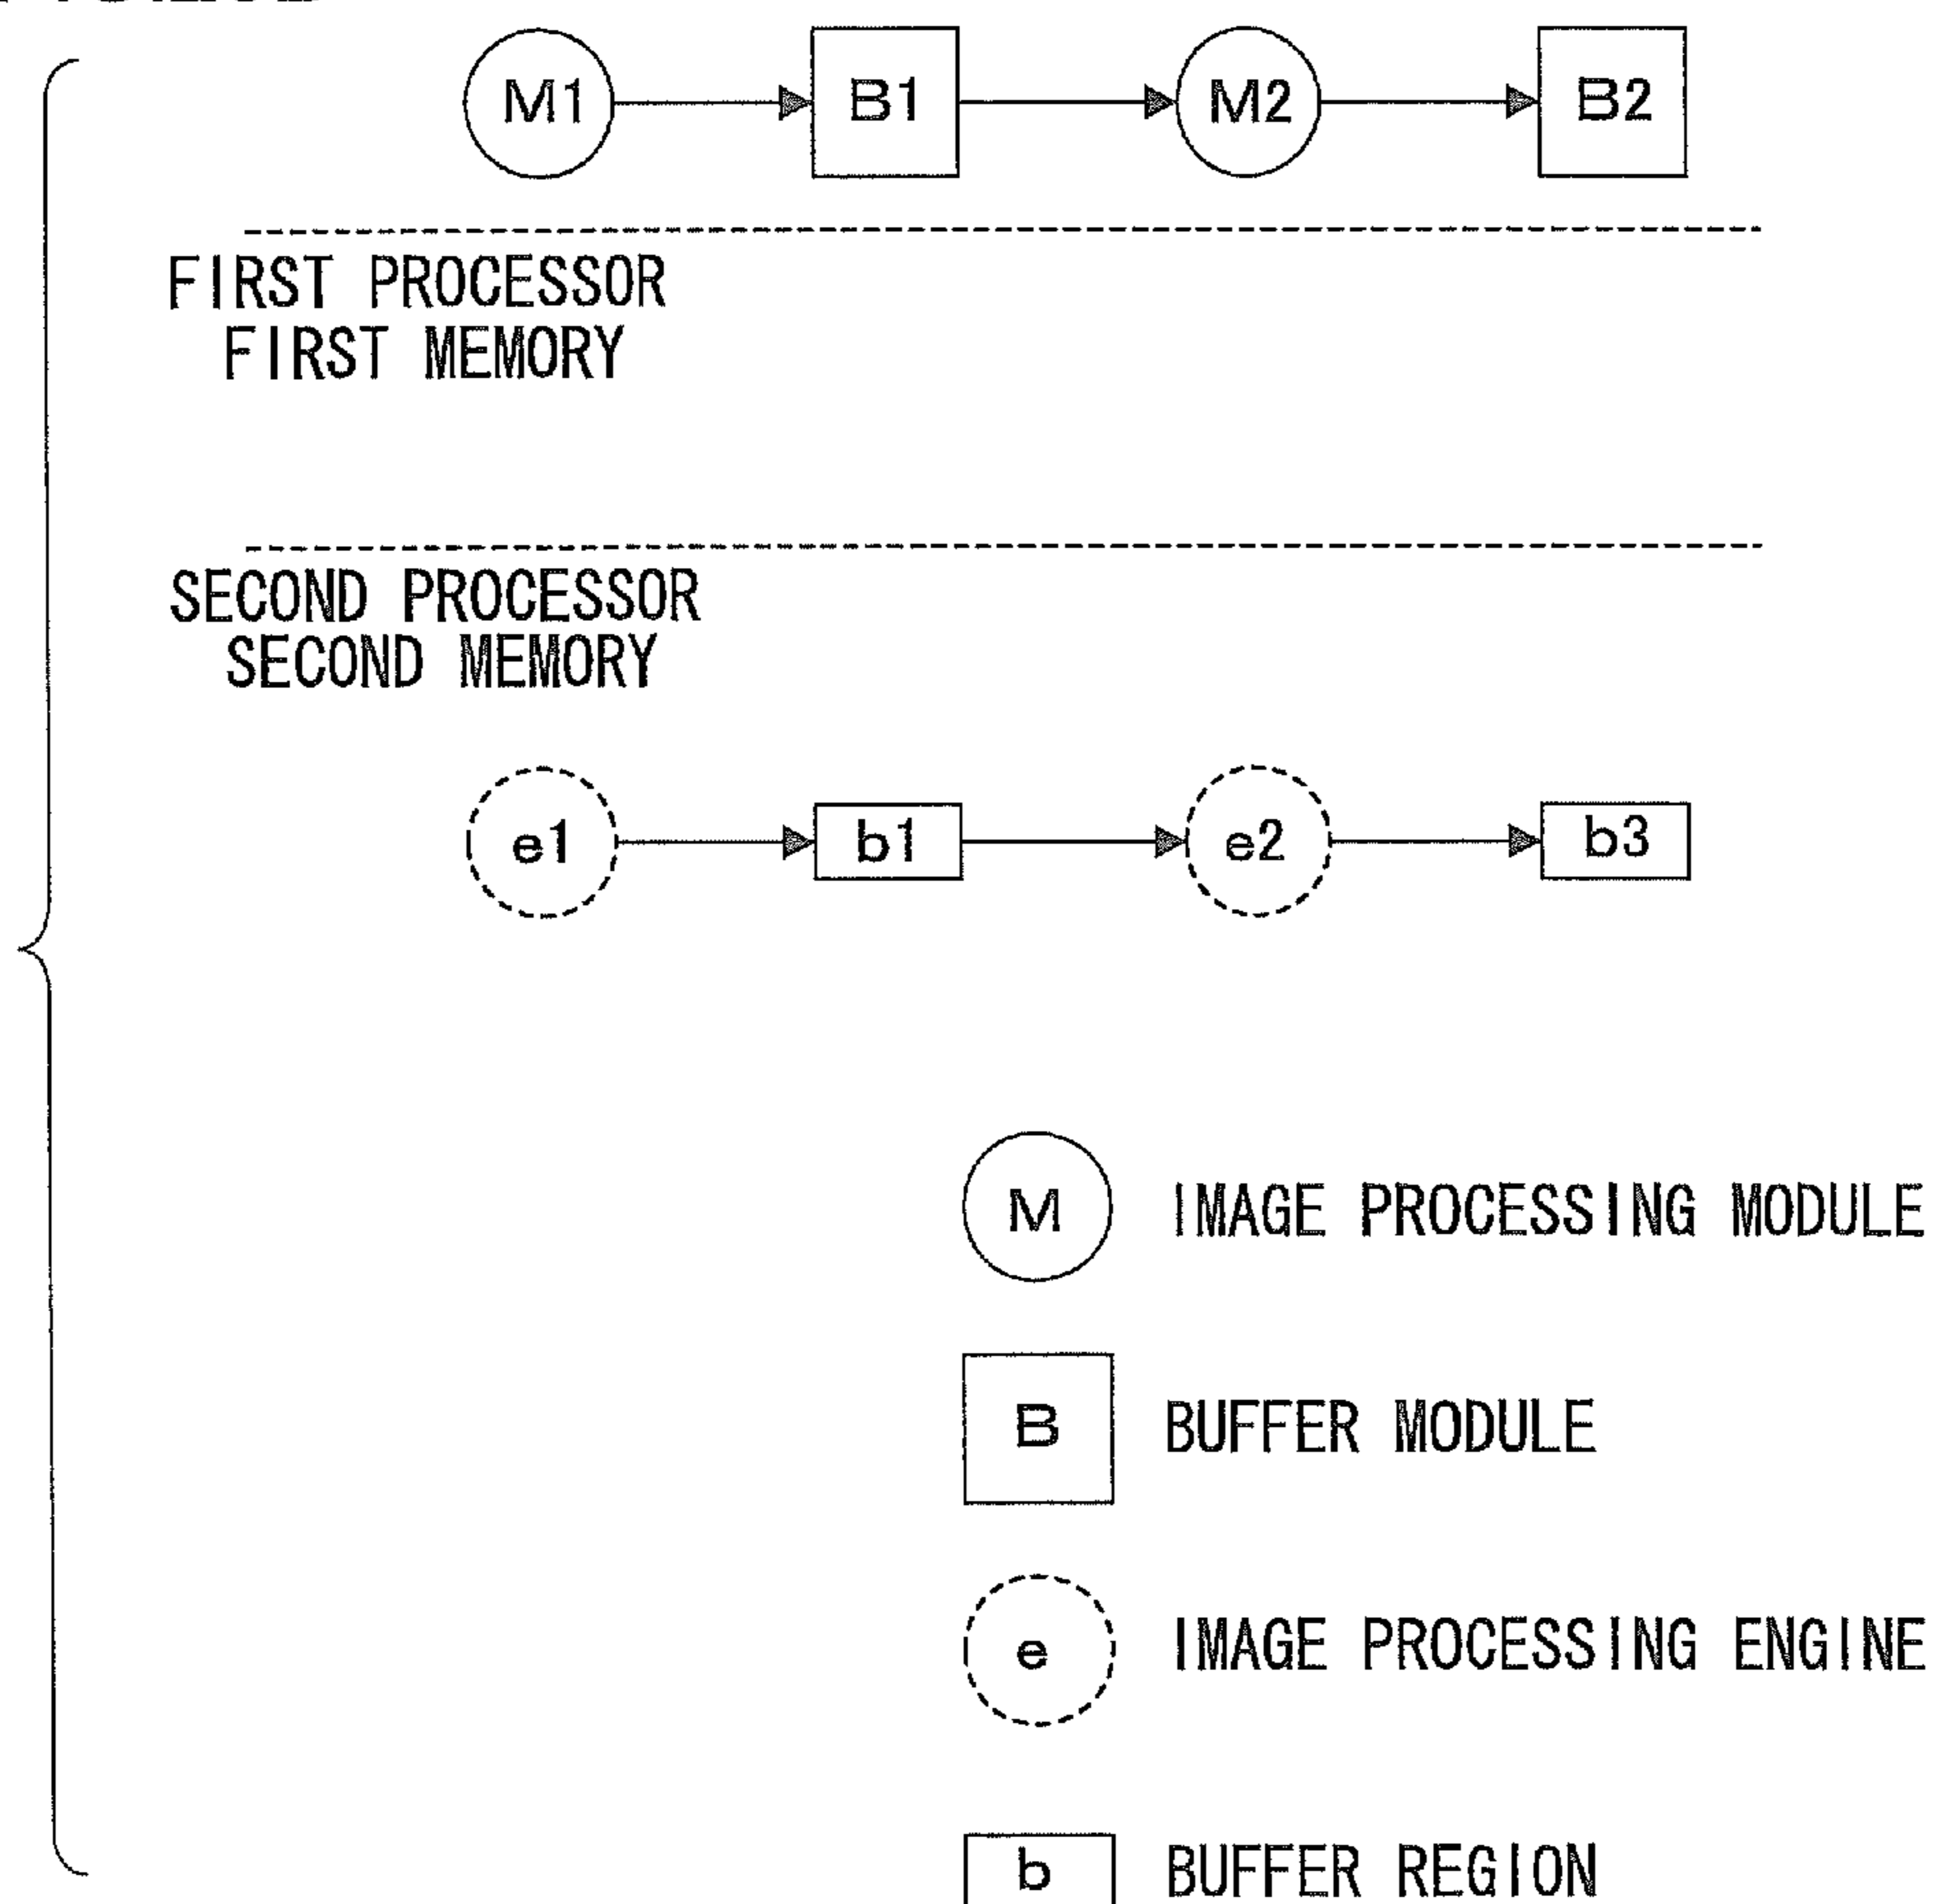 M1 B1 M2 B2
FIRST PROCESSOR
FIRST MEMORY
SECOND PROCESSOR
SECOND MEMORY
e1 b1 e2 b3
M IMAGE PROCESSING MODULE
B BUFFER MODULE
e IMAGE PROCESSING ENGINE
b BUFFER REGION